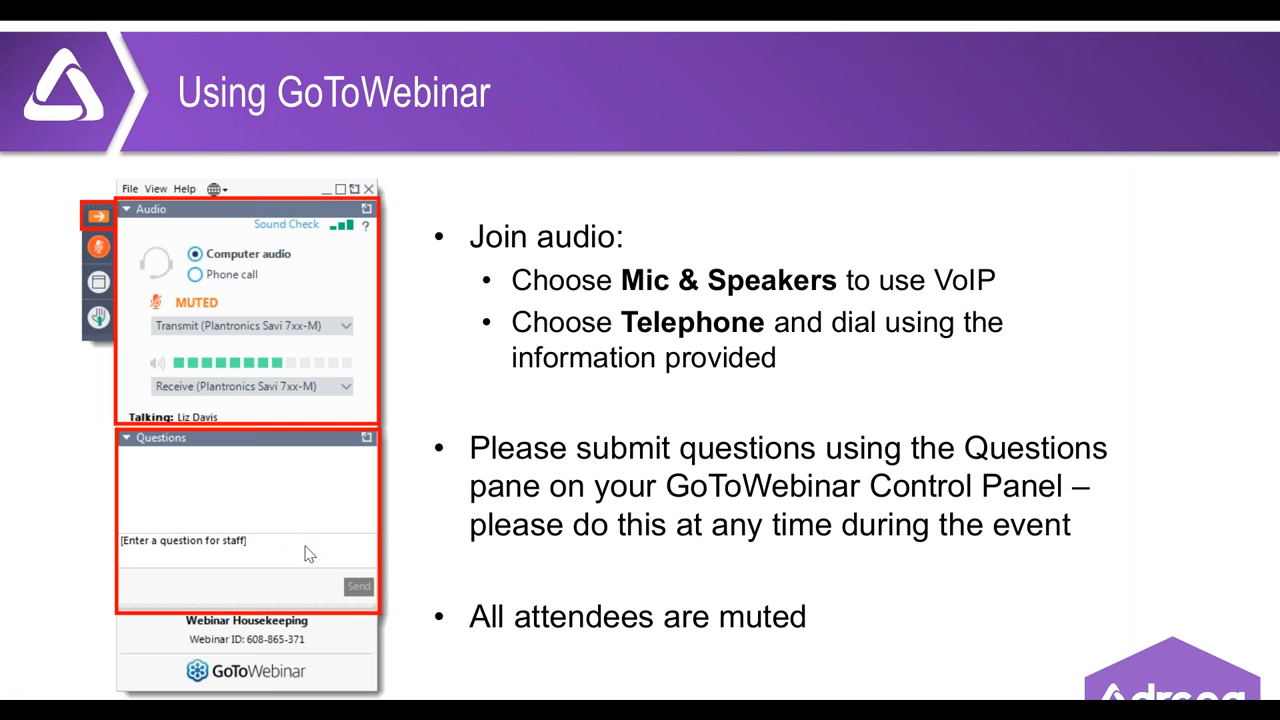 Using GoToWebinar
File View Help
Audio
Sound Check ?
Computer audio
Phone call
MUTED
Transmit (Plantronics Savi 7xx-M)
Receive (Plantronics Savi 7xx-M)
Talking: Liz Davis
Questions
[Enter a question for staff]
Send
Webinar Housekeeping
Webinar ID: 608-865-371
GoToWebinar
• Join audio:
• Choose Mic & Speakers to use VoIP
• Choose Telephone and dial using the
information provided
• Please submit questions using the Questions
pane on your GoToWebinar Control Panel –
please do this at any time during the event
• All attendees are muted